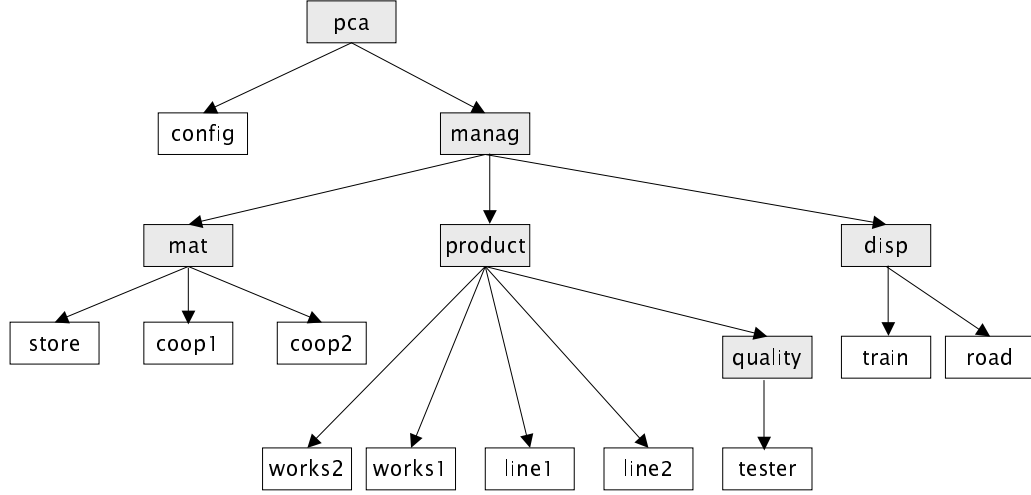 pca
config
manag
mat
product
disp
store
coop1
coop2
quality
train
road
works2
works1
line1
line2
tester